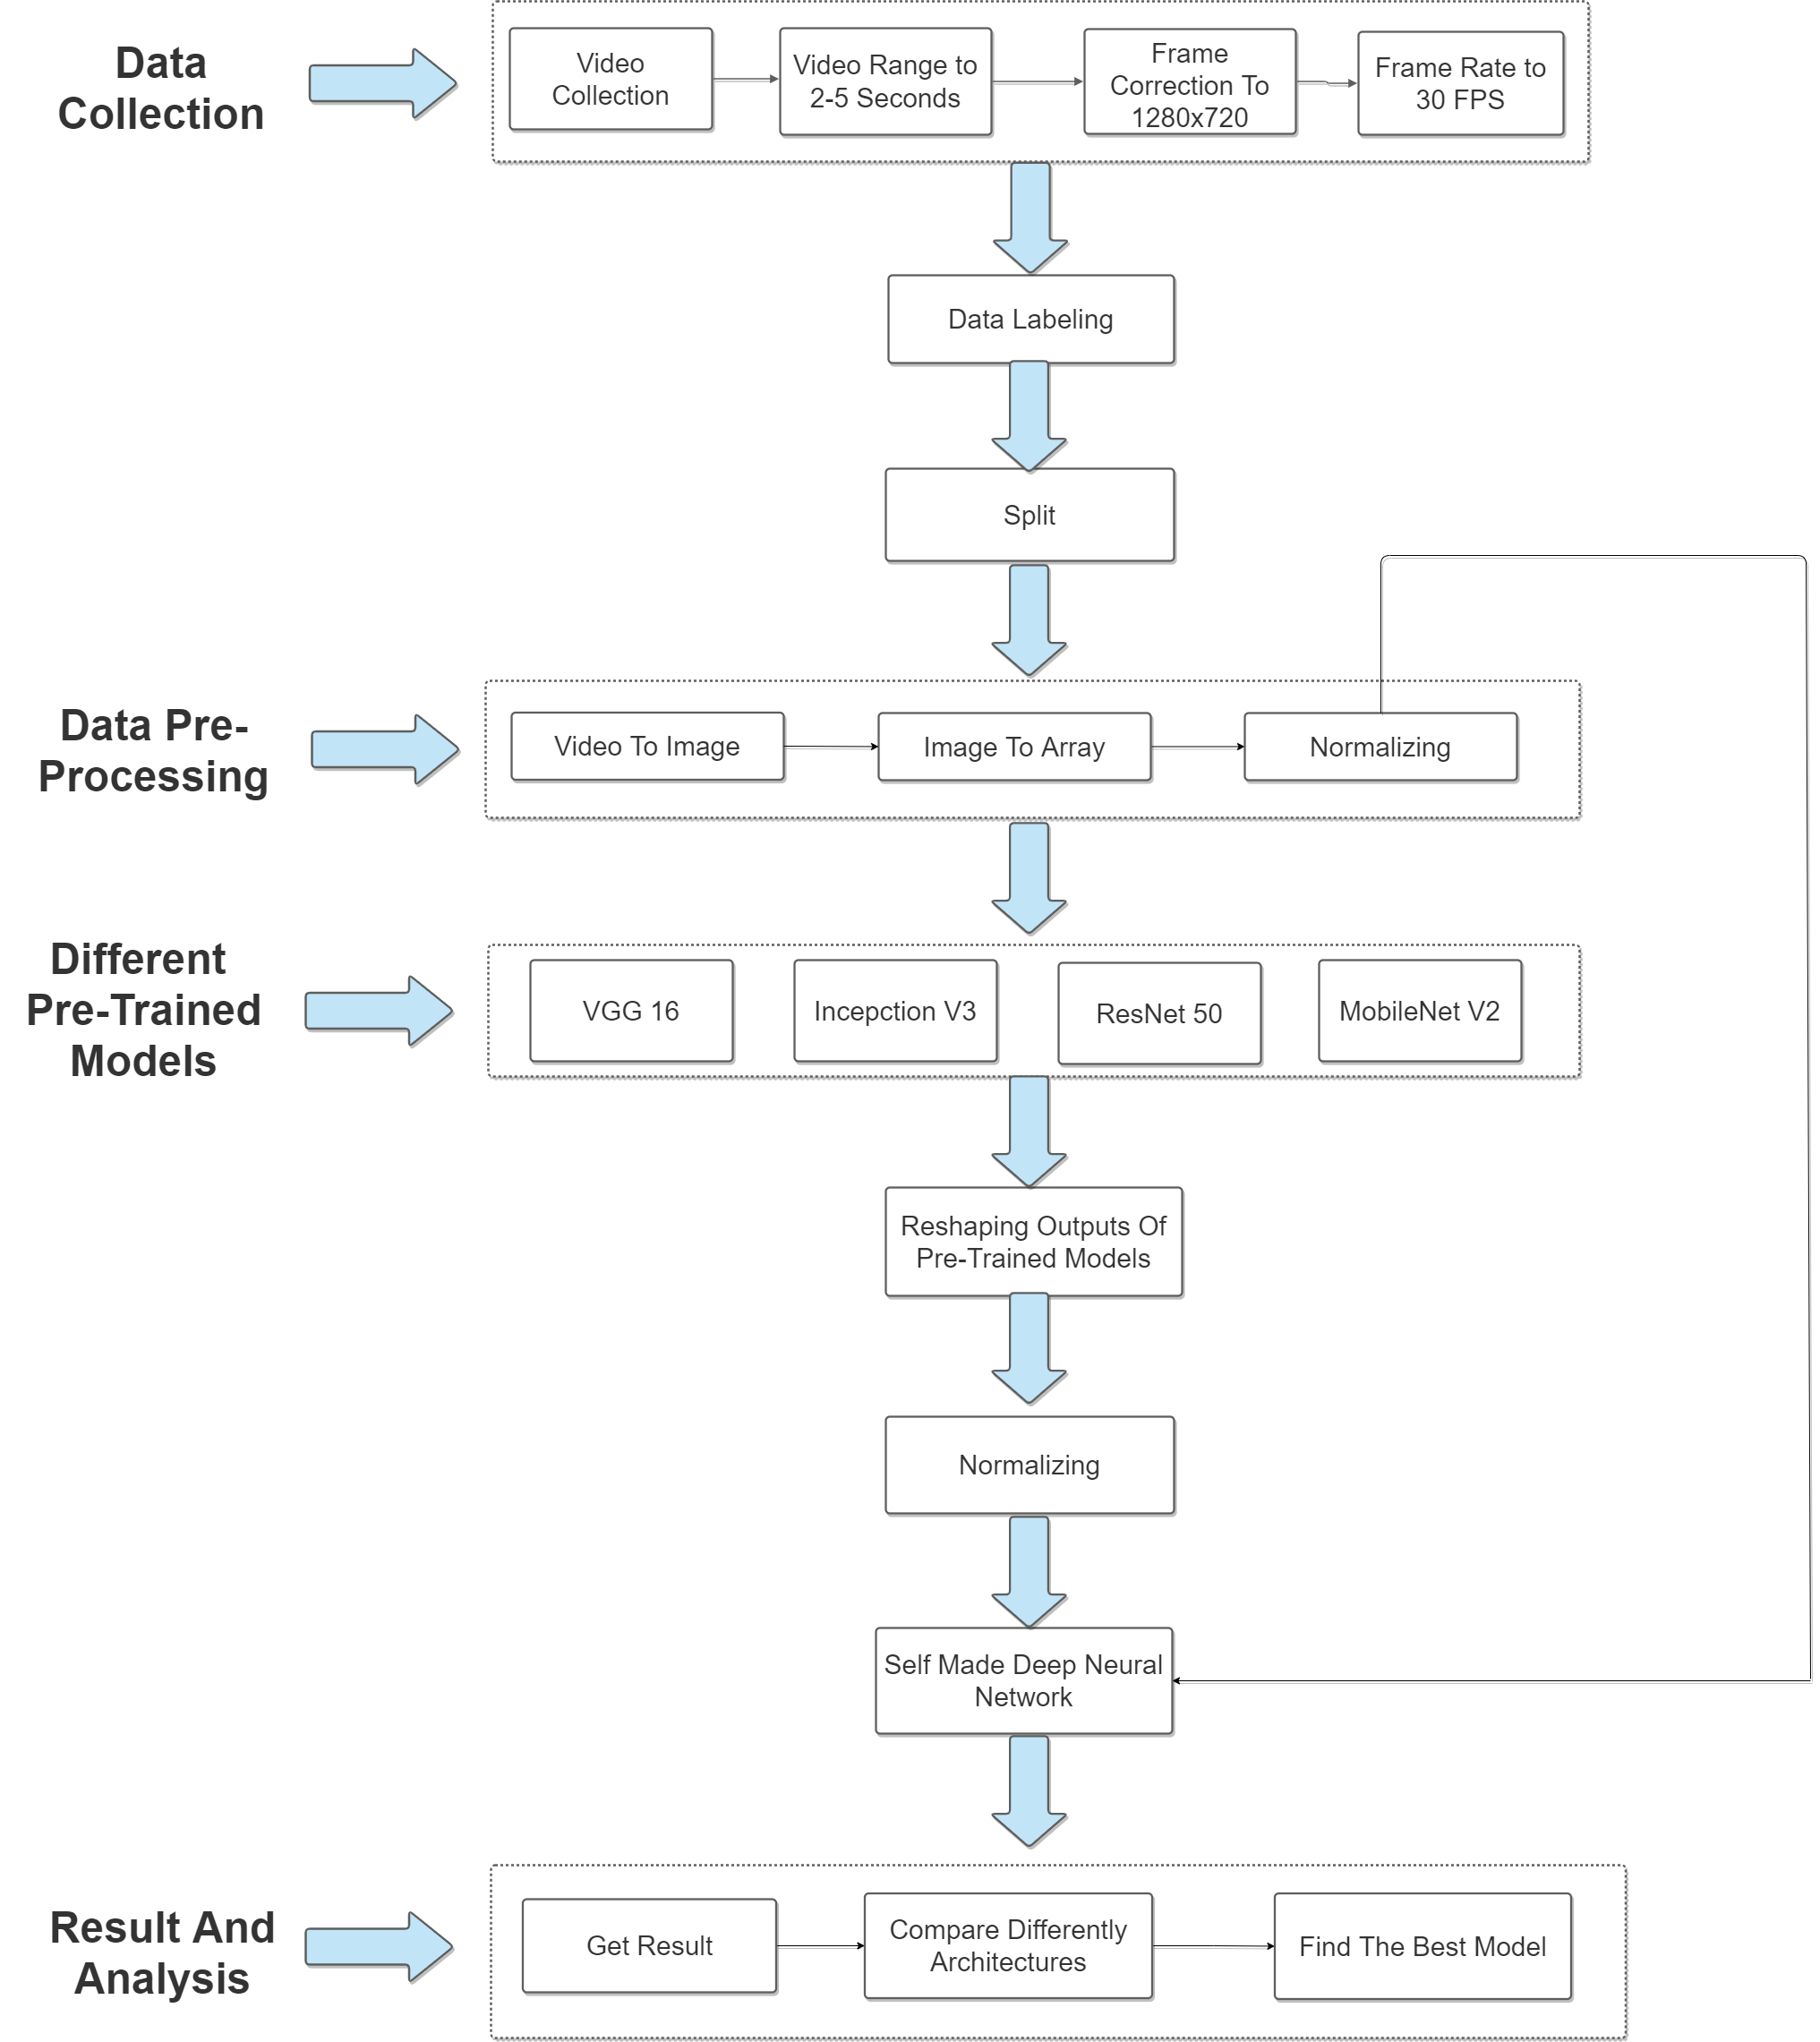 Data
Collection
Video
Collection
Video Range to
2-5 Seconds
Frame
Correction To
1280x720
Frame Rate to
30 FPS
Data Labeling
Split
Data Pre-
Processing
Video To Image
Image To Array
Normalizing
Different
Pre-Trained
Models
VGG 16
Incepction V3
ResNet 50
MobileNet V2
Reshaping Outputs Of
Pre-Trained Models
Normalizing
Self Made Deep Neural
Network
Result And
Analysis
Get Result
Compare Differently
Architectures
Find The Best Model